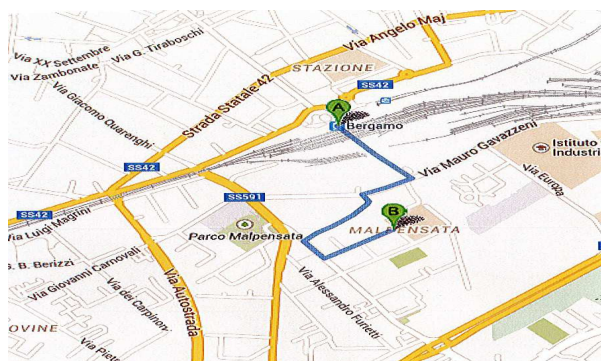 Via Angelo Maj
Via XX Settembre
Via G. Tiraboschi
Via Zambonate
STAZIONE
Strada Statale 42
SS42
Via Giacomo Quarenghi
A
Bergamo
Via Mauro Gavazzeni
Istituto
Industri
SS42
SS591
Via Europa
SS42
B
Via Luigi Magrini
Parco Malpensata
MALPENSATA
G. B. Berizzi
Via Giovanni Carnovali
Via Autostrada
Via Alessandro Furietti
Via dei Carpinoni
OVINE
Via Pietr